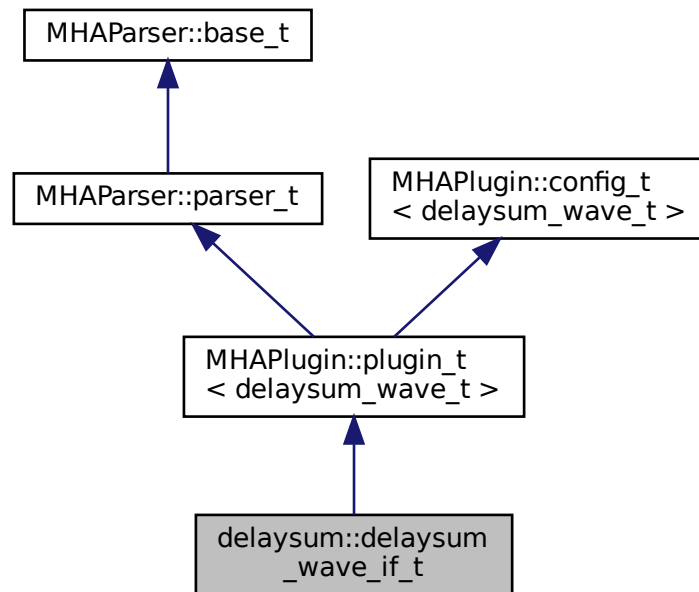 MHAParser::base_t
MHAParser::parser_t
MHAPlugin::config_t
< delaysum_wave_t >
MHAPlugin::plugin_t
< delaysum_wave_t >
delaysum::delaysum
_wave_if_t